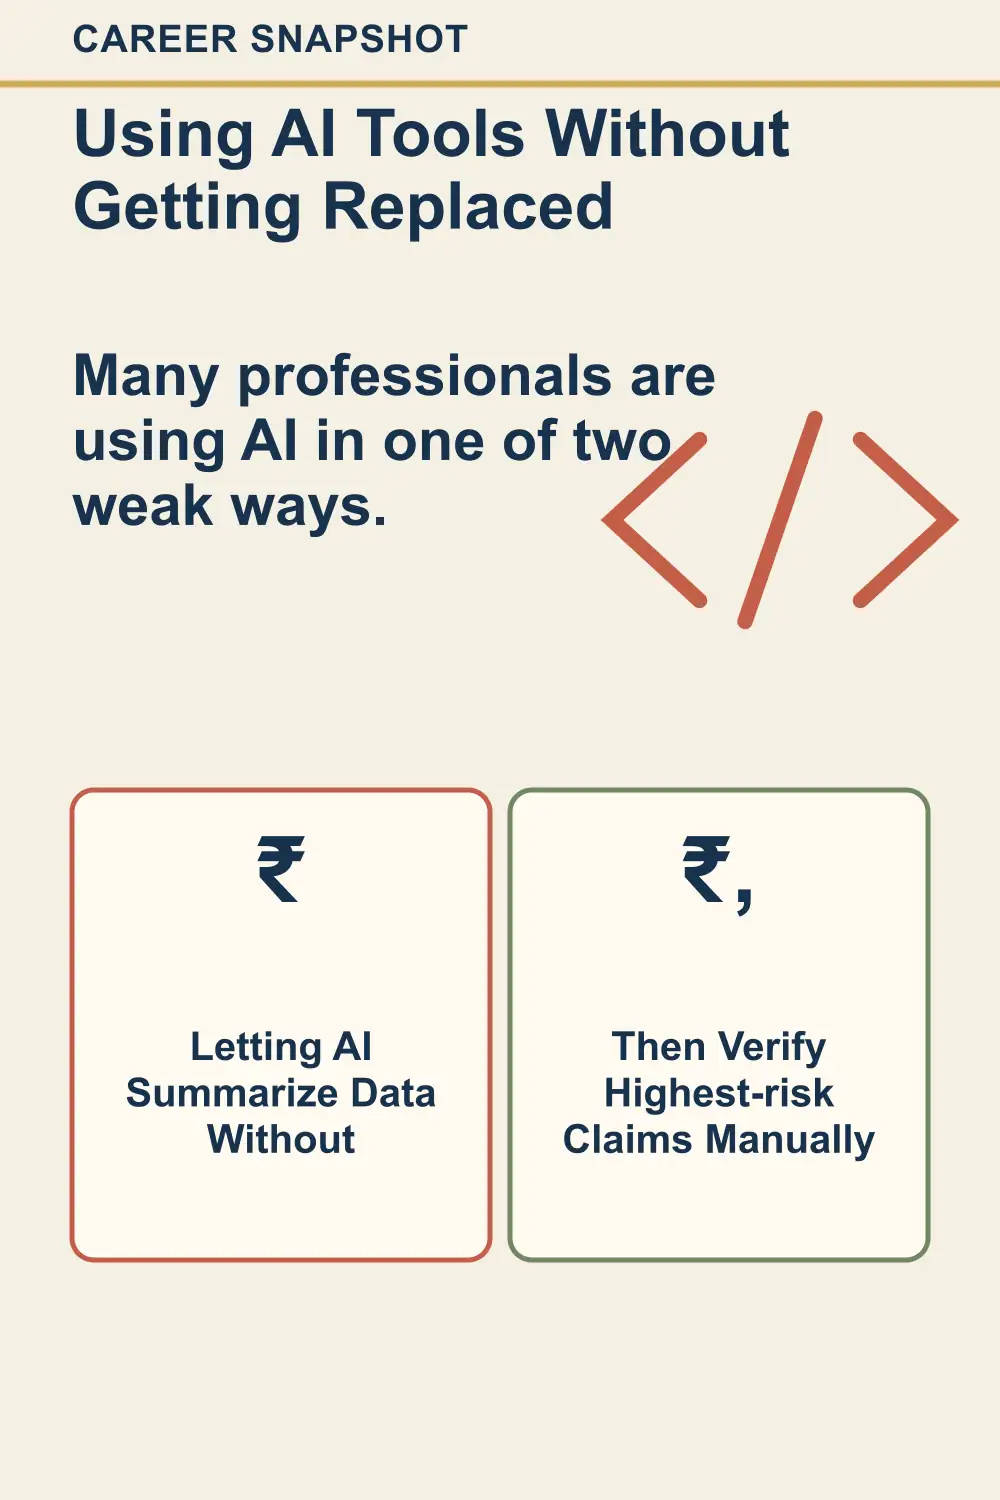 CAREER SNAPSHOT
Using AI Tools Without
Getting Replaced
Many professionals are
using AI in one of two
weak ways.
</>
₹
Letting AI
Summarize Data
Without
₹,
Then Verify
Highest-risk
Claims Manually